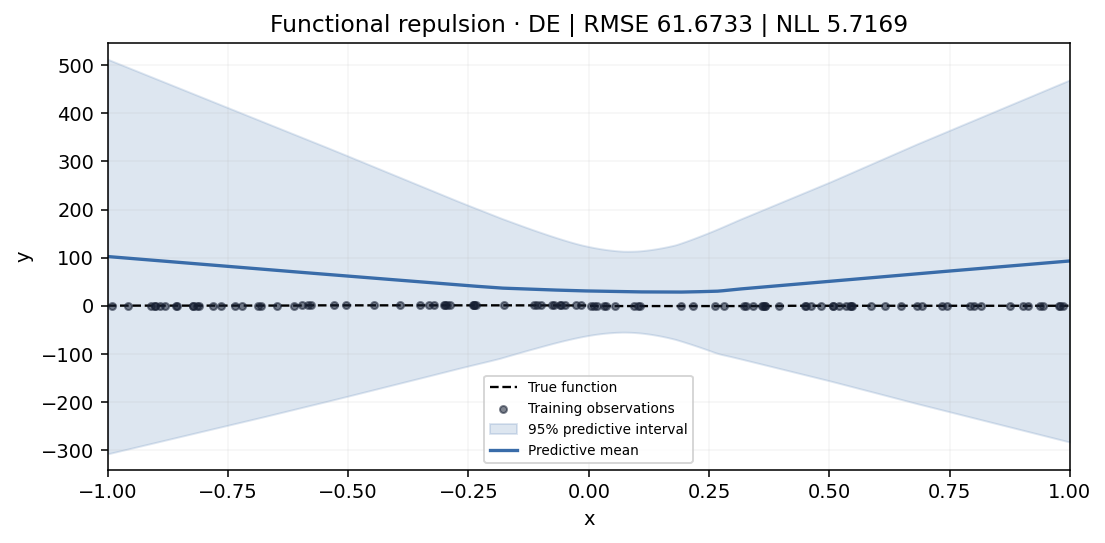 Functional repulsion · DE | RMSE 61.6733 | NLL 5.7169
500
400
300
200
100
0
−100
−200
−300
y
True function
Training observations
95% predictive interval
Predictive mean
−1.00 −0.75 −0.50 −0.25 0.00 0.25 0.50 0.75 1.00
x